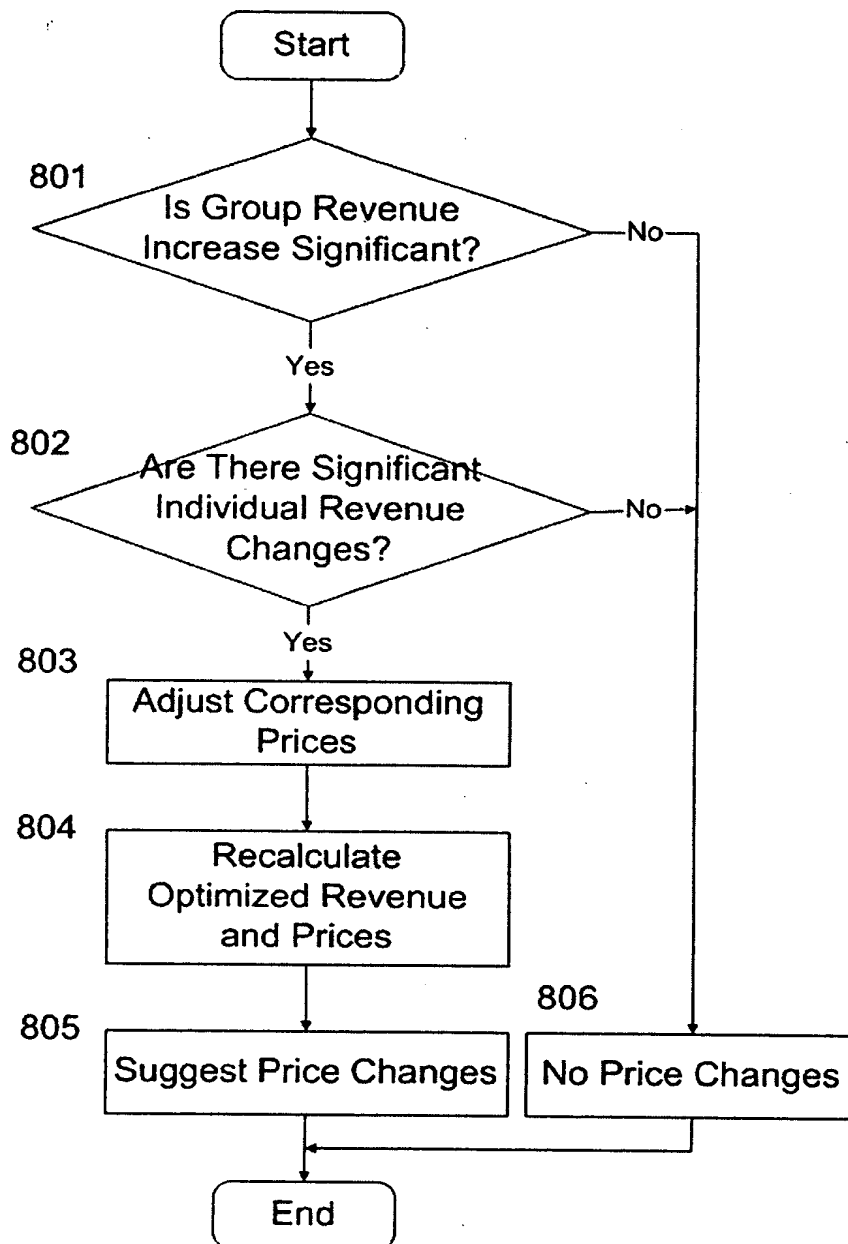 Start
801
Is Group Revenue
Increase Significant?
No
Yes
802
Are There Significant
Individual Revenue
Changes?
No
Yes
803
Adjust Corresponding
Prices
804
Recalculate
Optimized Revenue
and Prices
805
Suggest Price Changes
806
No Price Changes
End